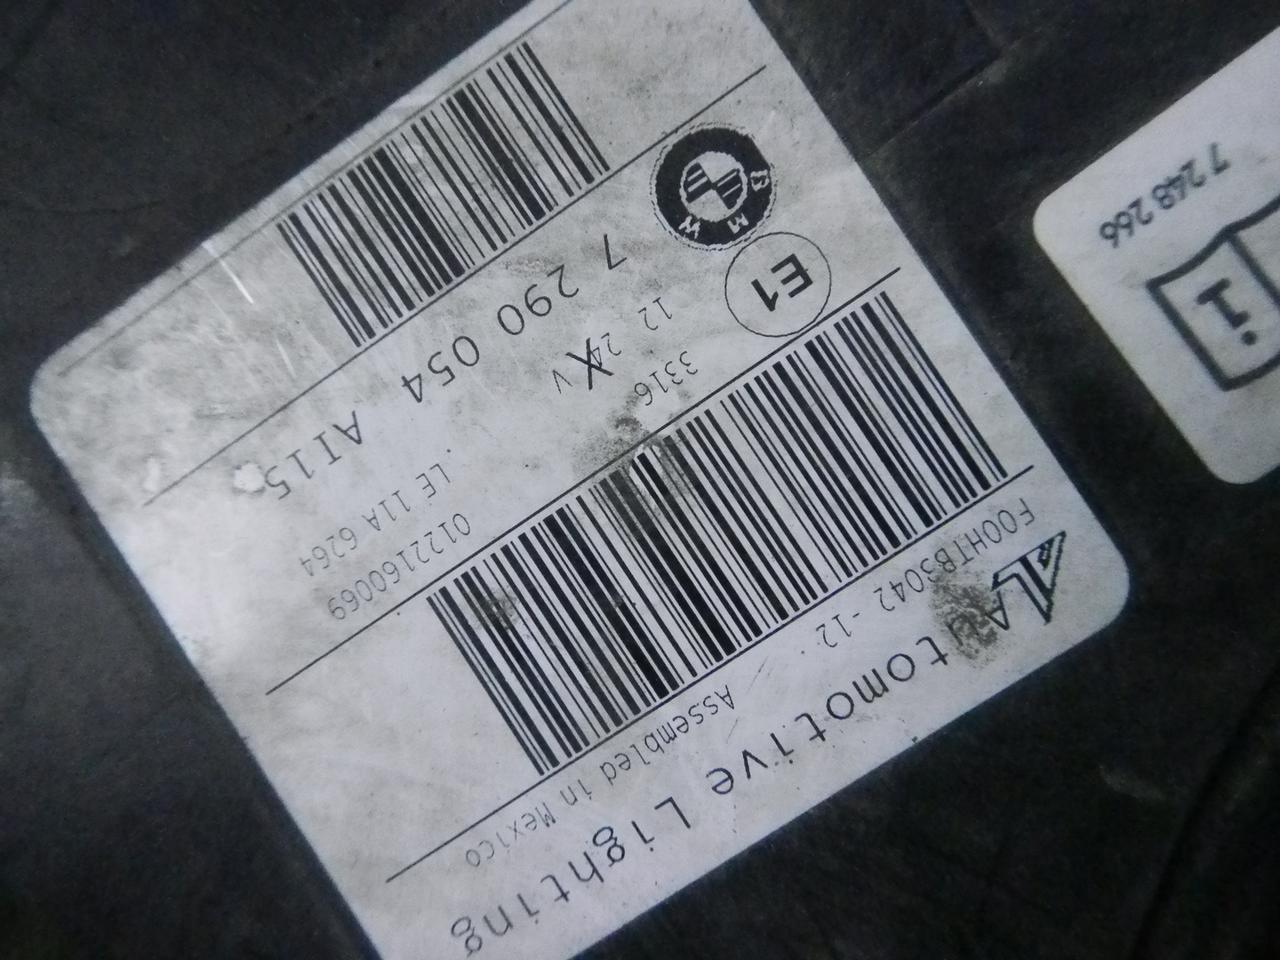 Automotive Lighting
F00HTB3042 -12
Assembled in Mexico
E1
3316
0122160069
12 24 V
LE 11A 6264
BMW
7 290 054
AI15
i
7 248 266